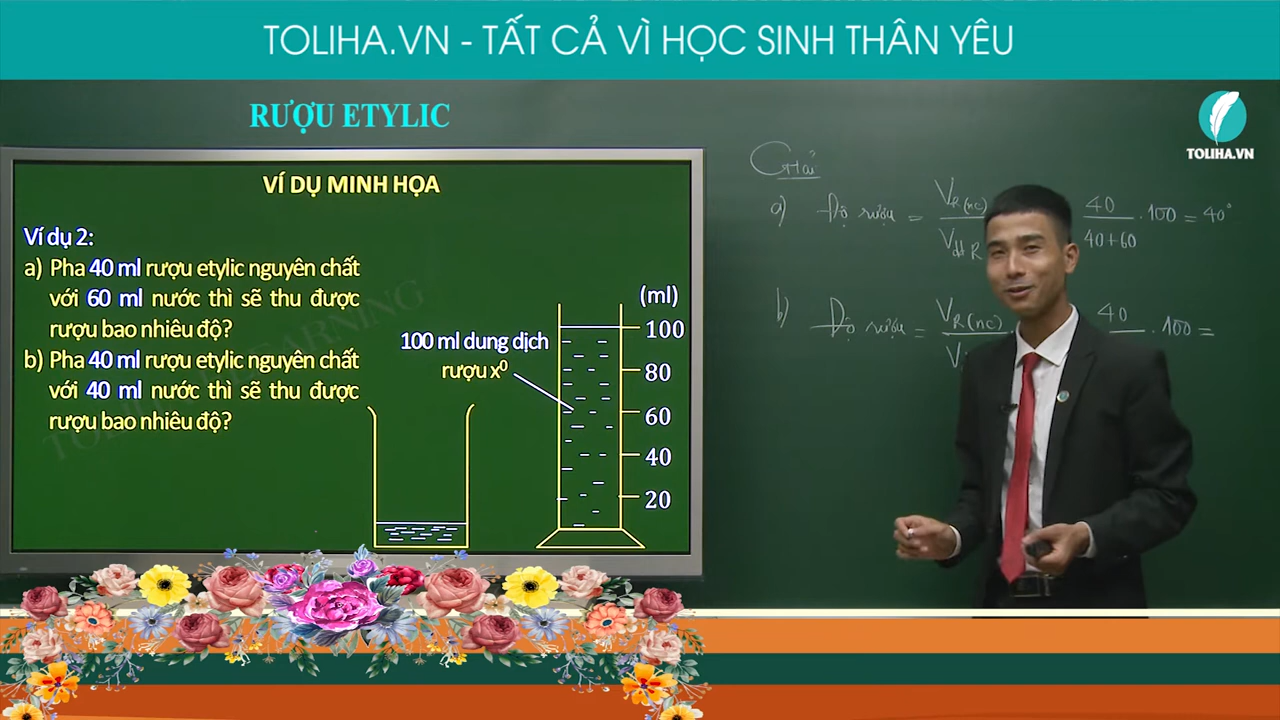 TOLIHA.VN - TẤT CẢ VÌ HỌC SINH THÂN YÊU
RƯỢU ETYLIC
TOLIHA.VN
VÍ DỤ MINH HỌA
Ví dụ 2:
a) Pha 40 ml rượu etylic nguyên chất
với 60 ml nước thì sẽ thu được
rượu bao nhiêu độ?
b) Pha 40 ml rượu etylic nguyên chất
với 40 ml nước thì sẽ thu được
rượu bao nhiêu độ?
100 ml dung dịch
rượu x⁰
(ml)
100
80
60
40
20
Giải
a) Độ rượu = V R(nc) / V dd R 40 / 40+60 . 100 = 40°
b) Độ rượu = V R(nc) / V 40 / . 100 =